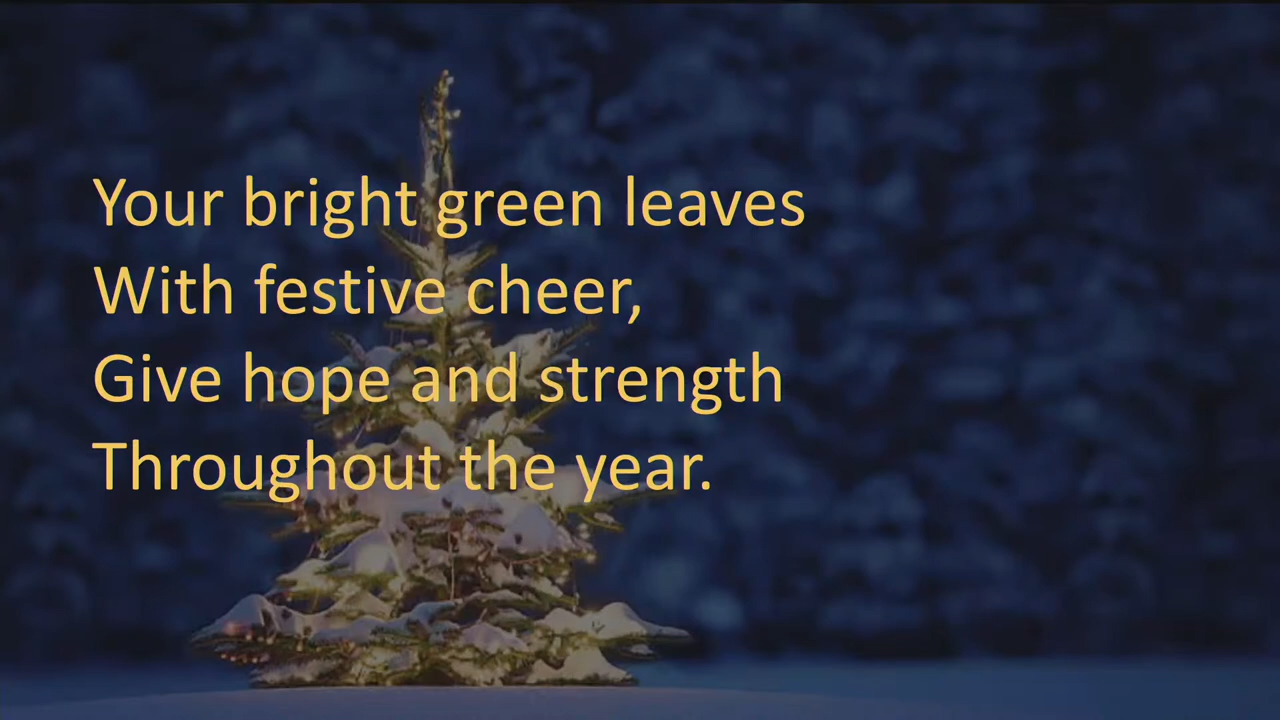 Your bright green leaves
With festive cheer,
Give hope and strength
Throughout the year.